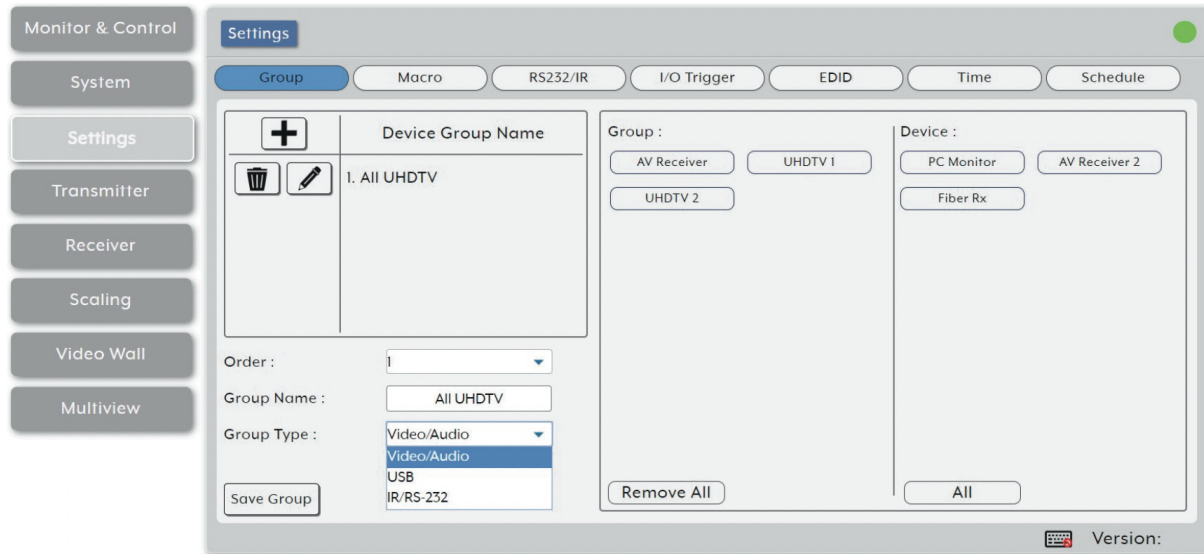 Monitor & Control
System
Settings
Transmitter
Receiver
Scaling
Video Wall
Multiview
Settings
Group
Macro
RS232/IR
I/O Trigger
EDID
Time
Schedule
Device Group Name
1. All UHDTV
Order :
1
Group Name :
All UHDTV
Group Type :
Video/Audio
Video/Audio
USB
IR/RS-232
Save Group
Group :
AV Receiver
UHDTV 1
UHDTV 2
Remove All
Device :
PC Monitor
AV Receiver 2
Fiber Rx
All
Version: